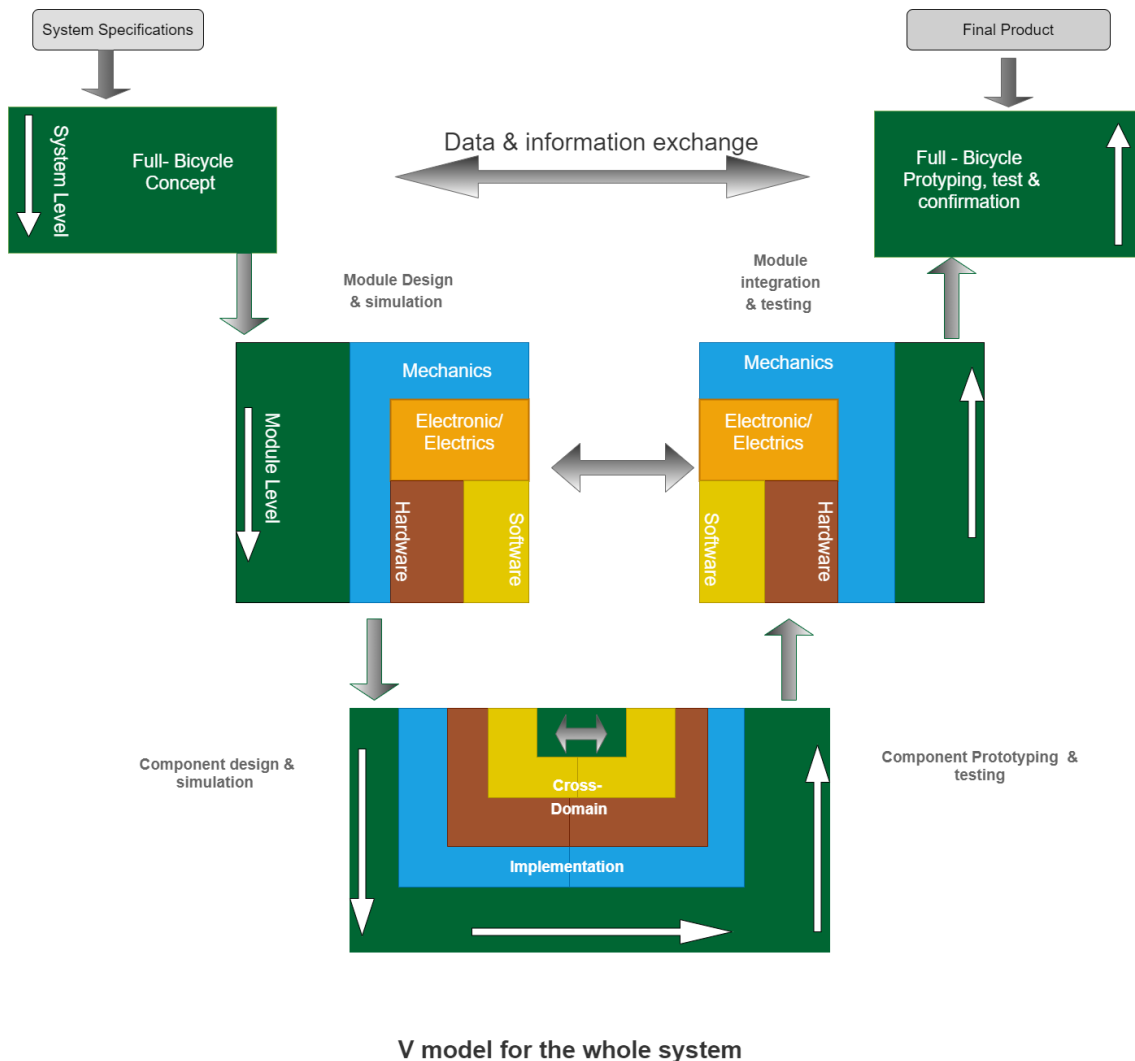 System Specifications
Final Product
System Level
Full- Bicycle
Concept
Data & information exchange
Full - Bicycle
Protyping, test &
confirmation
Module Design
& simulation
Module
integration
& testing
Module Level
Mechanics
Electronic/
Electrics
Hardware
Software
Mechanics
Electronic/
Electrics
Software
Hardware
Component design &
simulation
Cross-
Domain
Implementation
Component Prototyping &
testing
V model for the whole system